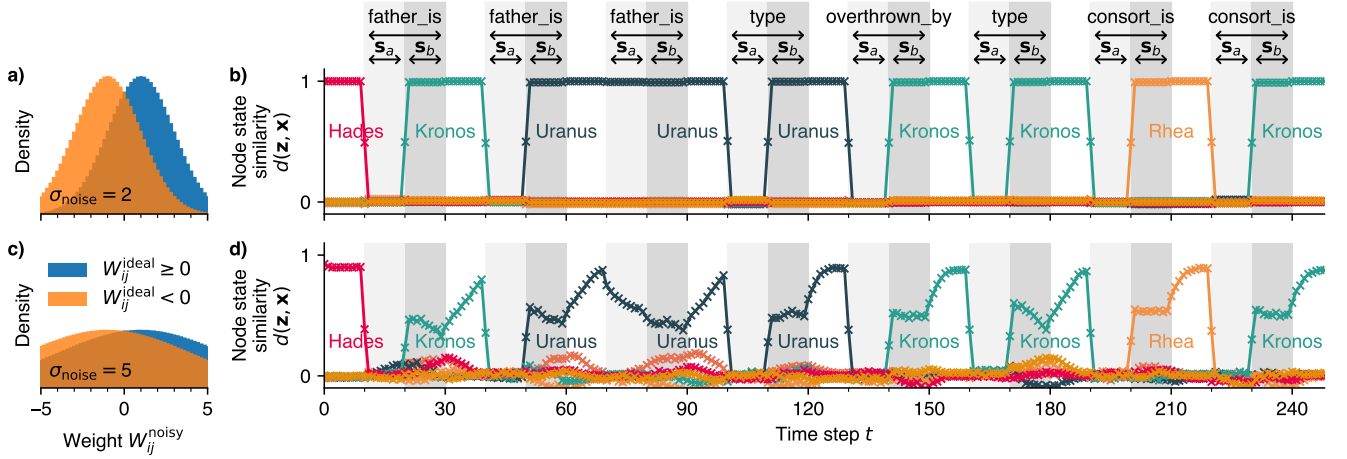 father_is father_is father_is type overthrown_by type consort_is consort_is
s_a s_b s_a s_b s_a s_b s_a s_b s_a s_b s_a s_b s_a s_b s_a s_b
a)
Density
σ_noise = 2
b)
Node state
similarity
d(z, x)
1
0
Hades Kronos Uranus Uranus Uranus Kronos Kronos Rhea Kronos
c)
W_ij^ideal ≥ 0
W_ij^ideal < 0
Density
σ_noise = 5
−5 0 5
Weight W_ij^noisy
d)
Node state
similarity
d(z, x)
1
0
Hades Kronos Uranus Uranus Uranus Kronos Kronos Rhea Kronos
0 30 60 90 120 150 180 210 240
Time step t